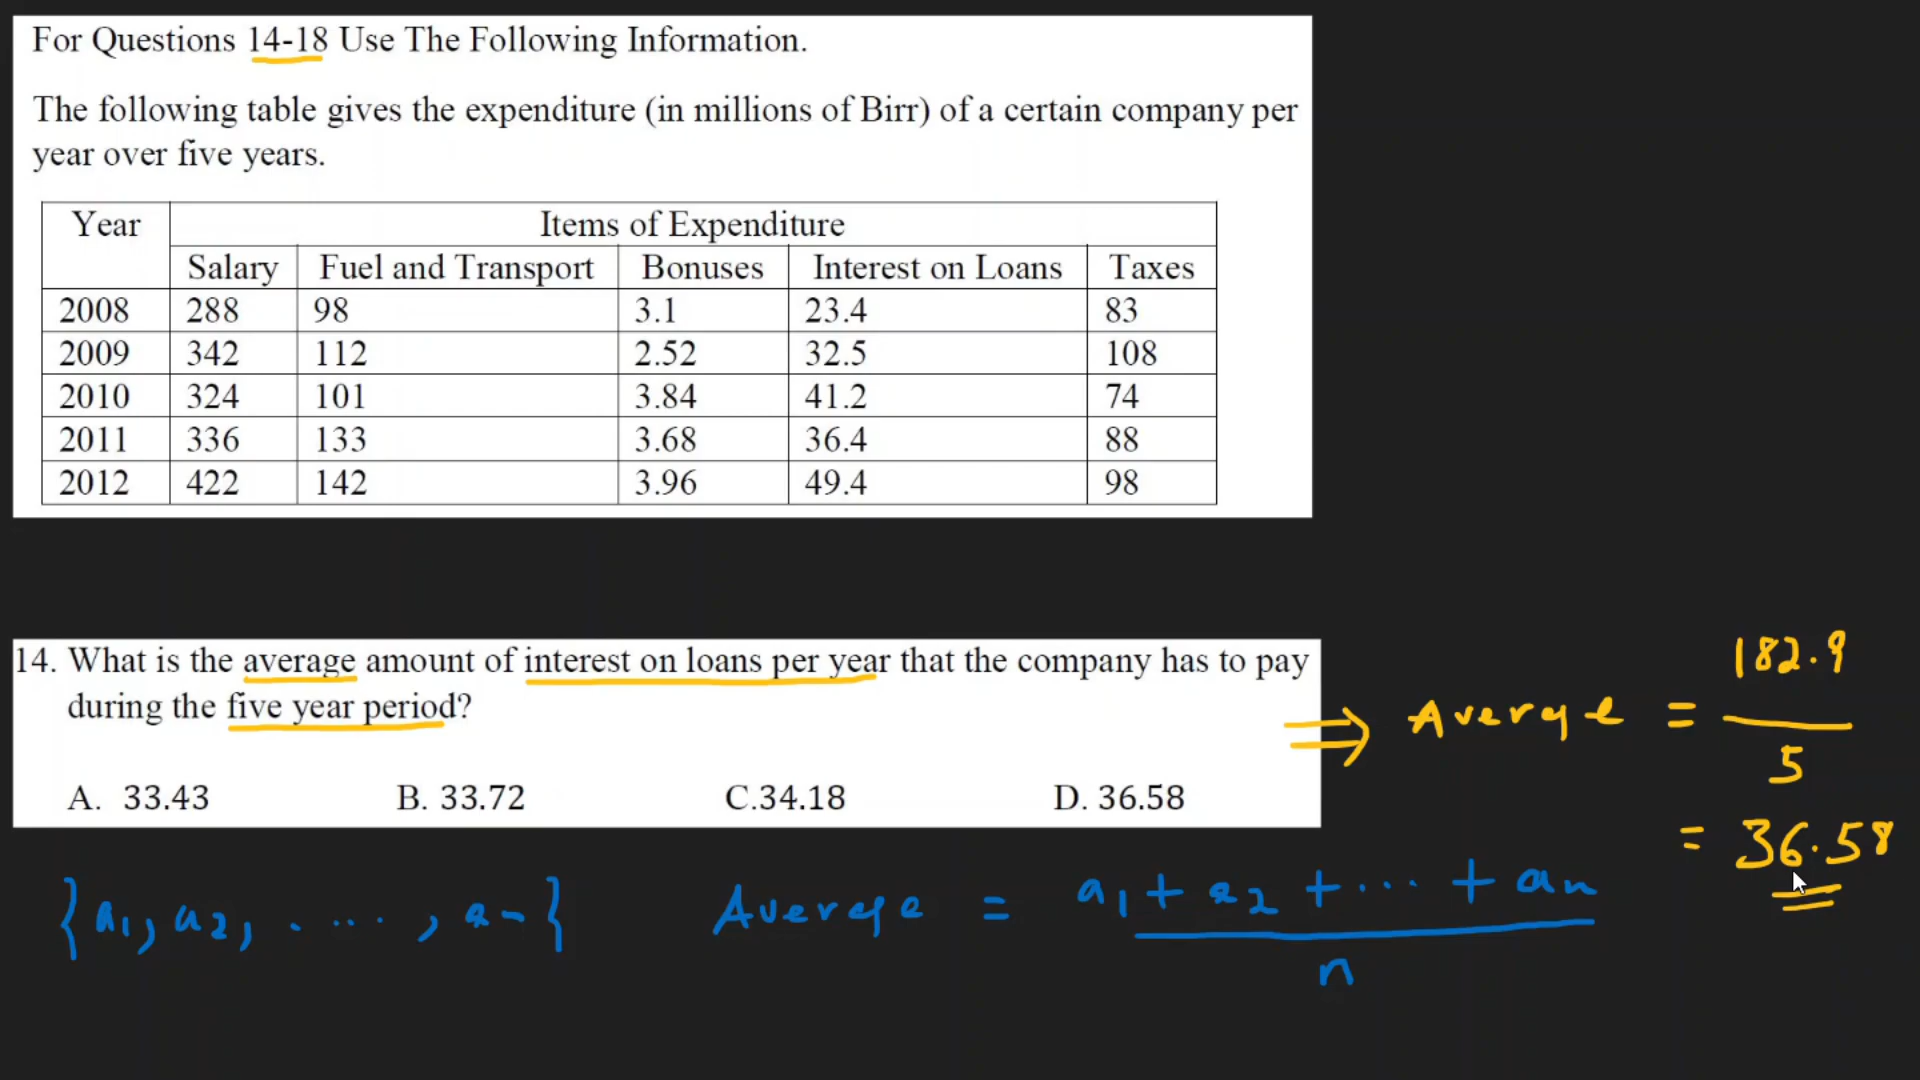 For Questions 14-18 Use The Following Information.
The following table gives the expenditure (in millions of Birr) of a certain company per
year over five years.
Year Items of Expenditure
Salary Fuel and Transport Bonuses Interest on Loans Taxes
2008 288 98 3.1 23.4 83
2009 342 112 2.52 32.5 108
2010 324 101 3.84 41.2 74
2011 336 133 3.68 36.4 88
2012 422 142 3.96 49.4 98
14. What is the average amount of interest on loans per year that the company has to pay
during the five year period?
A. 33.43 B. 33.72 C.34.18 D. 36.58
⇒ Average = 182.9 / 5
= 36.58
{a₁, a₂, ....., aₙ} Average = a₁ + a₂ + ... + aₙ / n